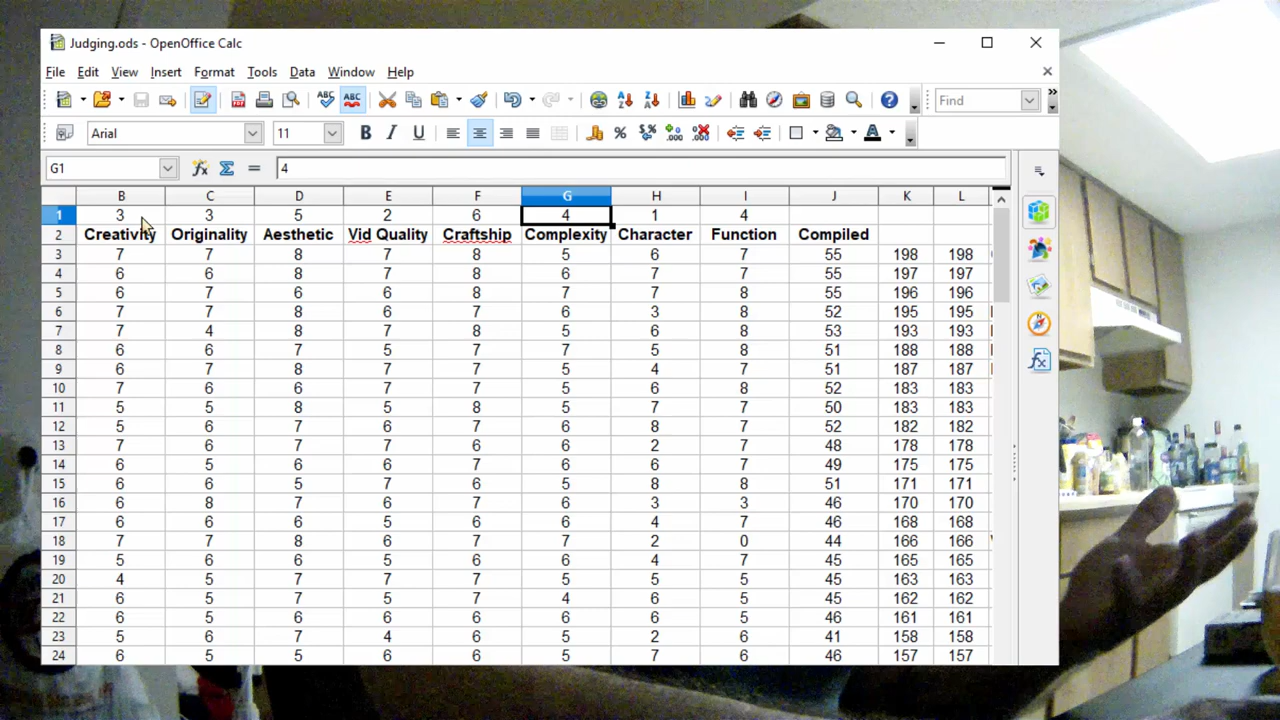 Judging.ods - OpenOffice Calc
File Edit View Insert Format Tools Data Window Help
Find
Arial 11
G1 4
B C D E F G H I J K L
1 3 3 5 2 6 4 1 4
2 Creativity Originality Aesthetic Vid Quality Craftship Complexity Character Function Compiled
3 7 7 8 7 8 5 6 7 55 198 198
4 6 6 8 7 8 6 7 7 55 197 197
5 6 7 6 6 8 7 7 8 55 196 196
6 7 7 8 6 7 6 3 8 52 195 195
7 7 4 8 7 8 5 6 8 53 193 193
8 6 6 7 5 7 7 5 8 51 188 188
9 6 7 8 7 7 5 4 7 51 187 187
10 7 6 6 7 7 5 6 8 52 183 183
11 5 5 8 5 8 5 7 7 50 183 183
12 5 6 7 6 7 6 8 7 52 182 182
13 7 6 7 7 6 6 2 7 48 178 178
14 6 5 6 6 7 6 6 7 49 175 175
15 6 6 5 7 6 5 8 8 51 171 171
16 6 8 7 6 7 6 3 3 46 170 170
17 6 6 6 5 6 6 4 7 46 168 168
18 7 7 8 6 7 7 2 0 44 166 166
19 5 6 6 5 6 6 4 7 45 165 165
20 4 5 7 7 7 5 5 5 45 163 163
21 6 5 7 5 7 4 6 5 45 162 162
22 6 5 6 6 6 6 6 5 46 161 161
23 5 6 7 4 6 5 2 6 41 158 158
24 6 5 5 6 6 5 7 6 46 157 157